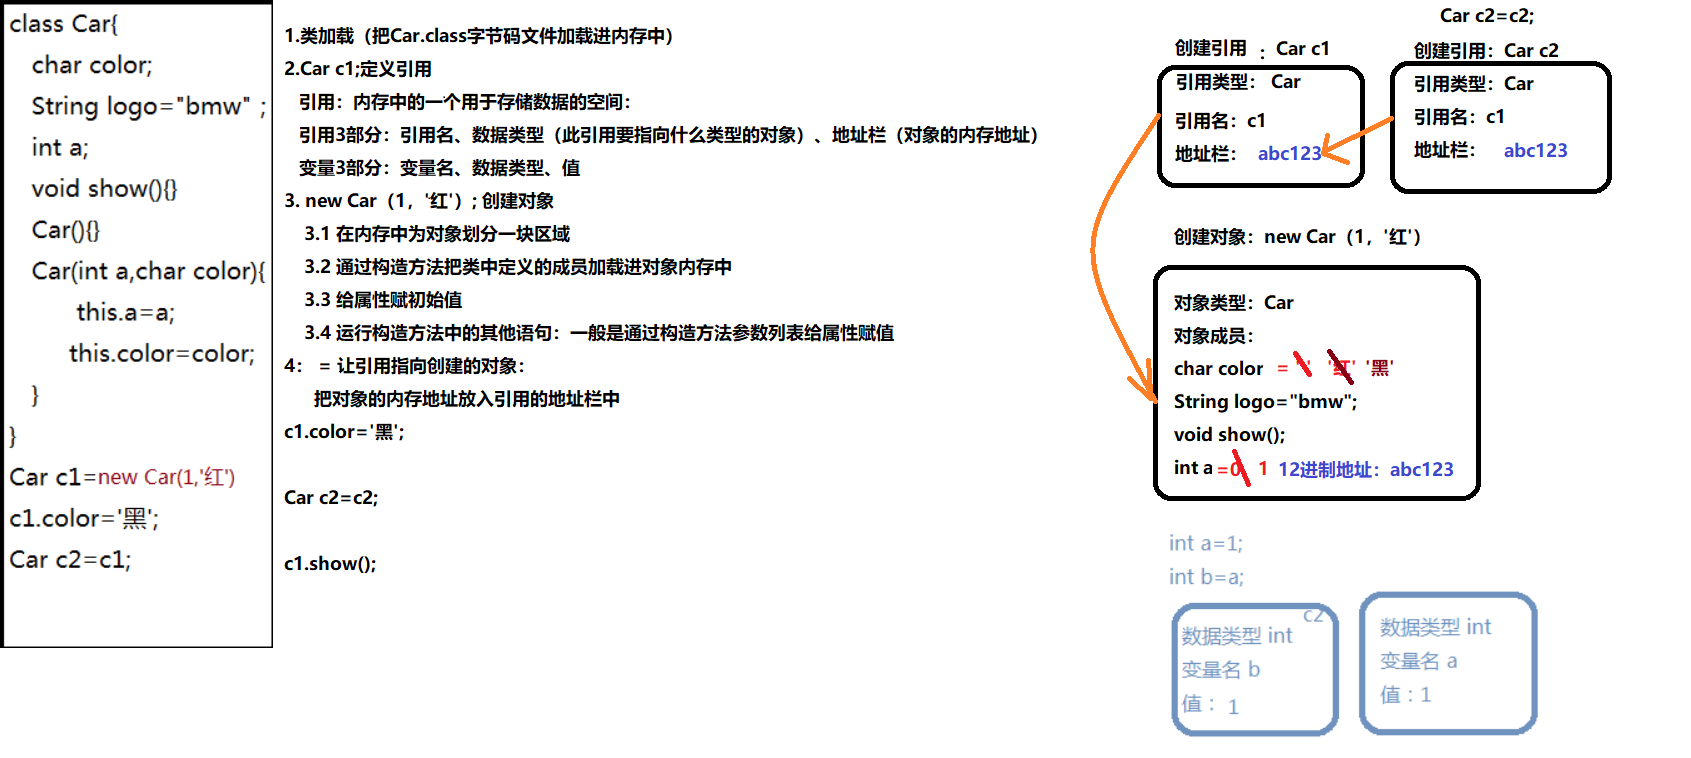 class Car{
char color;
String logo="bmw" ;
int a;
void show(){}
Car(){}
Car(int a,char color){
this.a=a;
this.color=color;
}
}
Car c1=new Car(1,'红')
c1.color='黑';
Car c2=c1;
1.类加载（把Car.class字节码文件加载进内存中）
2.Car c1;定义引用
引用：内存中的一个用于存储数据的空间：
引用3部分：引用名、数据类型（此引用要指向什么类型的对象）、地址栏（对象的内存地址）
变量3部分：变量名、数据类型、值
3. new Car（1，'红'）; 创建对象
3.1 在内存中为对象划分一块区域
3.2 通过构造方法把类中定义的成员加载进对象内存中
3.3 给属性赋初始值
3.4 运行构造方法中的其他语句：一般是通过构造方法参数列表给属性赋值
4： = 让引用指向创建的对象：
把对象的内存地址放入引用的地址栏中
c1.color='黑';
Car c2=c2;
c1.show();
创建引用 ：Car c1
引用类型： Car
引用名：c1
地址栏： abc123
Car c2=c2;
创建引用：Car c2
引用类型：Car
引用名：c1
地址栏： abc123
创建对象：new Car（1，'红'）
对象类型：Car
对象成员：
char color = ' ' '红' '黑'
String logo="bmw";
void show();
int a =0 1 12进制地址：abc123
int a=1;
int b=a;
c2
数据类型 int
变量名 b
值： 1
数据类型 int
变量名 a
值：1